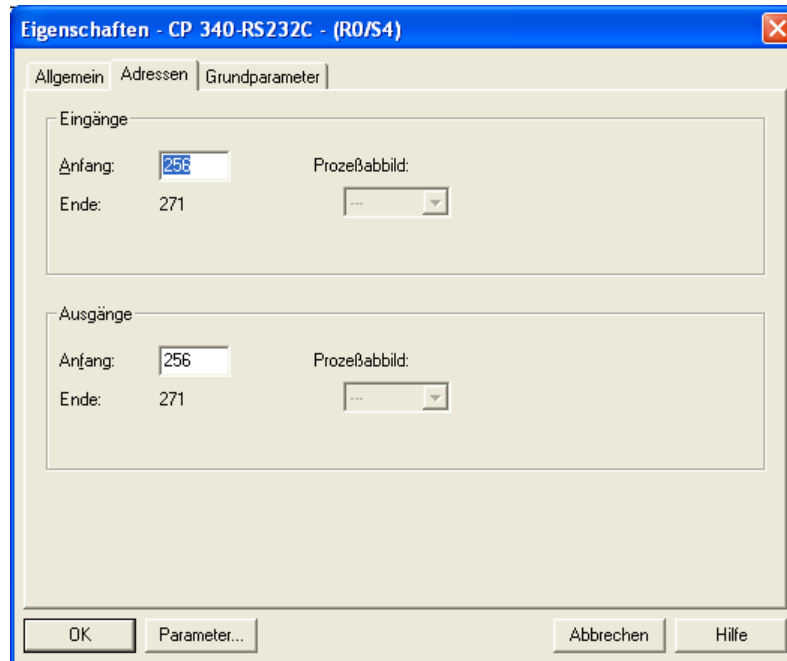 Eigenschaften - CP 340-RS232C - (R0/S4)
Allgemein Adressen Grundparameter
Eingänge
Anfang: 256 Prozeßabbild:
Ende: 271 ---
Ausgänge
Anfang: 256 Prozeßabbild:
Ende: 271 ---
OK Parameter... Abbrechen Hilfe